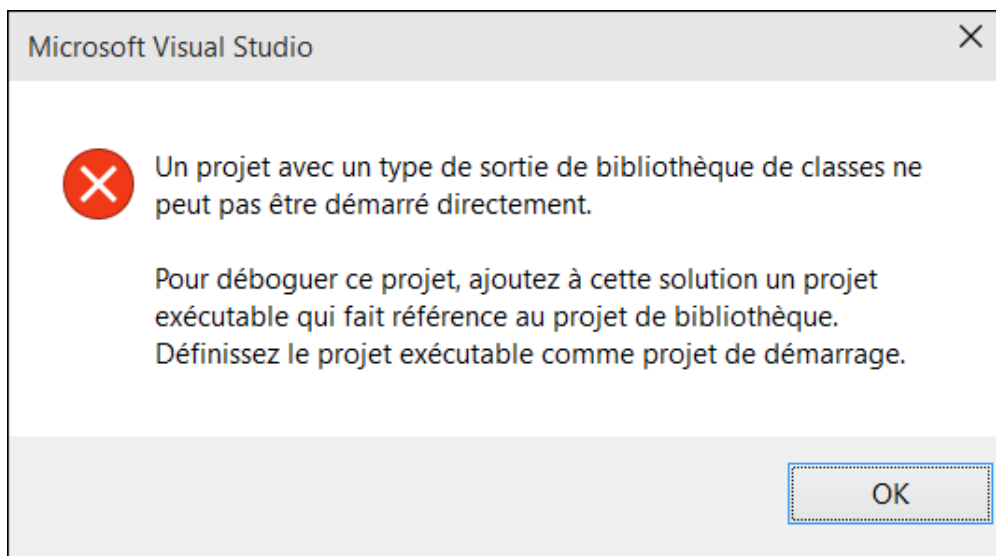 Microsoft Visual Studio
Un projet avec un type de sortie de bibliothèque de classes ne
peut pas être démarré directement.
Pour déboguer ce projet, ajoutez à cette solution un projet
exécutable qui fait référence au projet de bibliothèque.
Définissez le projet exécutable comme projet de démarrage.
OK